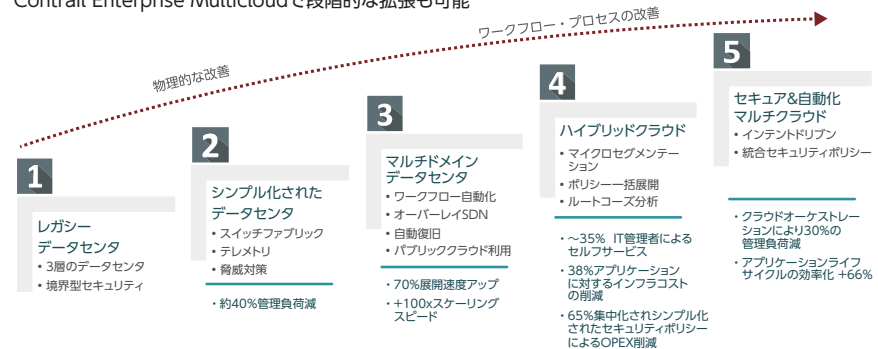 Contrail Enterprise Multicloudで段階的な拡張も可能
ワークフロー・プロセスの改善
物理的な改善
1
レガシー
データセンタ
• 3層のデータセンタ
• 境界型セキュリティ
2
シンプル化された
データセンタ
• スイッチファブリック
• テレメトリ
• 脅威対策
・約40%管理負荷減
3
マルチドメイン
データセンタ
• ワークフロー自動化
• オーバーレイSDN
• 自動復旧
• パブリッククラウド利用
・70%展開速度アップ
・+100xスケーリング
スピード
4
ハイブリッドクラウド
• マイクロセグメンテー
ション
• ポリシー一括展開
• ルートコーズ分析
・～35% IT管理者による
セルフサービス
・38%アプリケーション
に対するインフラコスト
の削減
・65%集中化されシンプル化
されたセキュリティポリシー
によるOPEX削減
5
セキュア&自動化
マルチクラウド
• インテントドリブン
• 統合セキュリティポリシー
・クラウドオーケストレー
ションにより30%の
管理負荷減
・アプリケーションライフ
サイクルの効率化 +66%